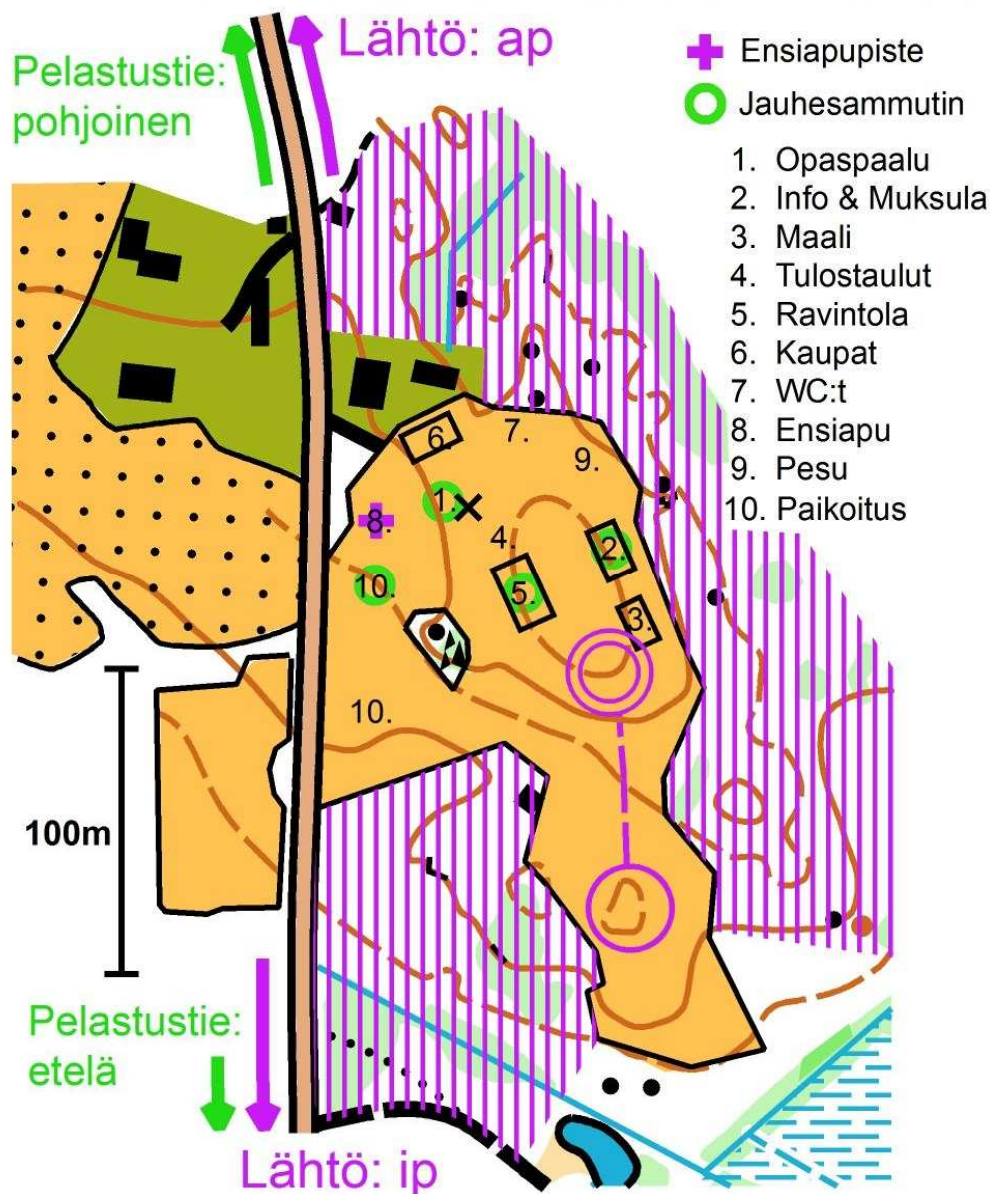 Lähtö: ap
Pelastustie:
pohjoinen
Ensiapupiste
Jauhesammutin
1. Opaspaalu
2. Info & Muksula
3. Maali
4. Tulostaulut
5. Ravintola
6. Kaupat
7. WC:t
8. Ensiapu
9. Pesu
10. Paikoitus
6.
7.
9.
1.
8.
4.
2.
10.
5.
3.
10.
100m
Pelastustie:
etelä
Lähtö: ip